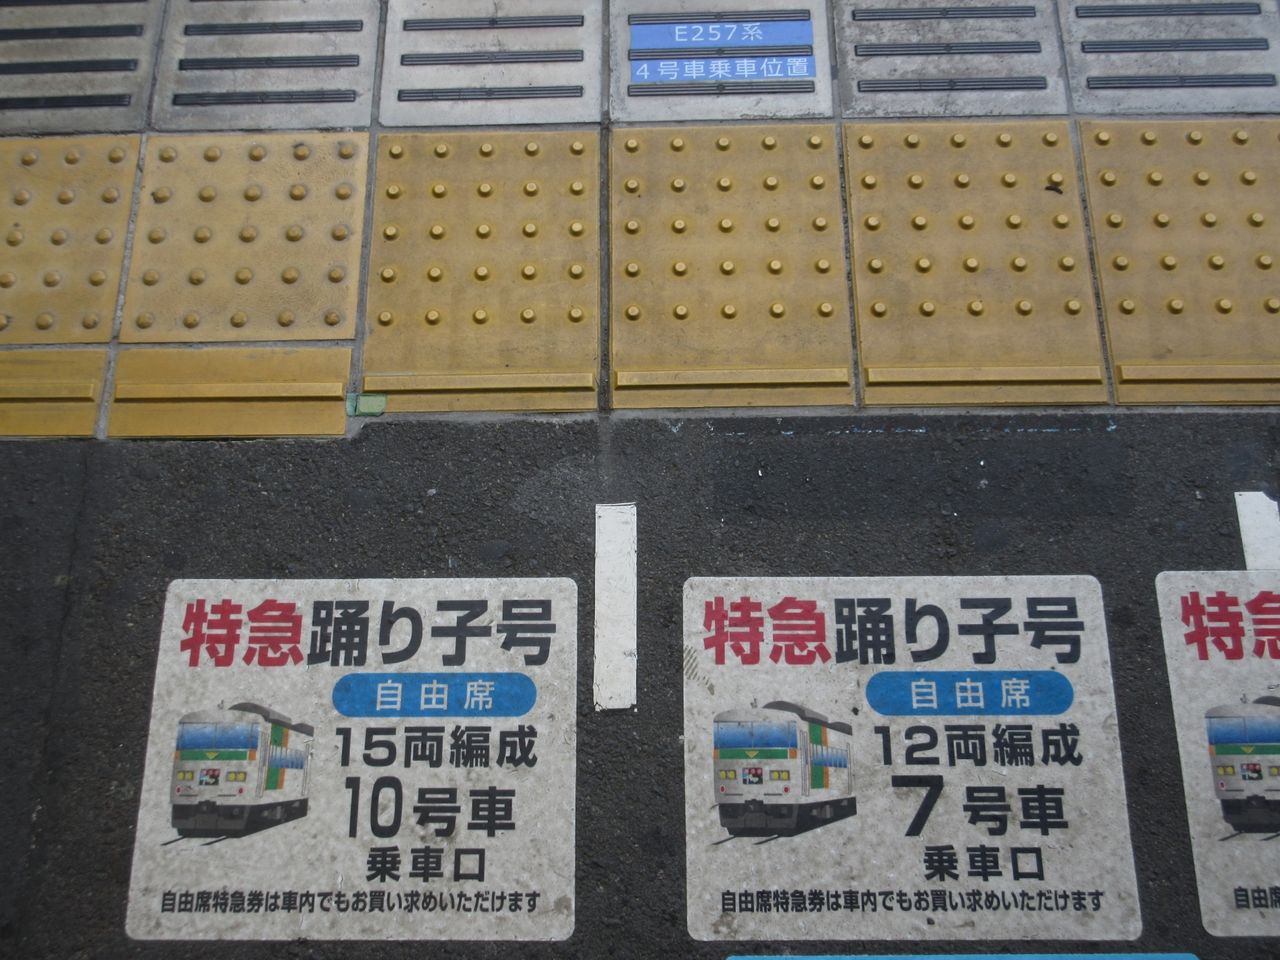 E257系
4号車乗車位置
特急踊り子号
自由席
15両編成
10号車
乗車口
自由席特急券は車内でもお買い求めいただけます
特急踊り子号
自由席
12両編成
7号車
乗車口
自由席特急券は車内でもお買い求めいただけます
特急
自由席